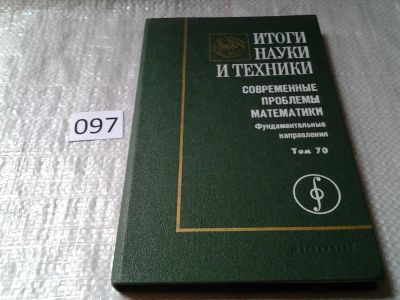 097
ИТОГИ
НАУКИ
И ТЕХНИКИ
СОВРЕМЕННЫЕ
ПРОБЛЕМЫ
МАТЕМАТИКИ
Фундаментальные
направления
Том 70